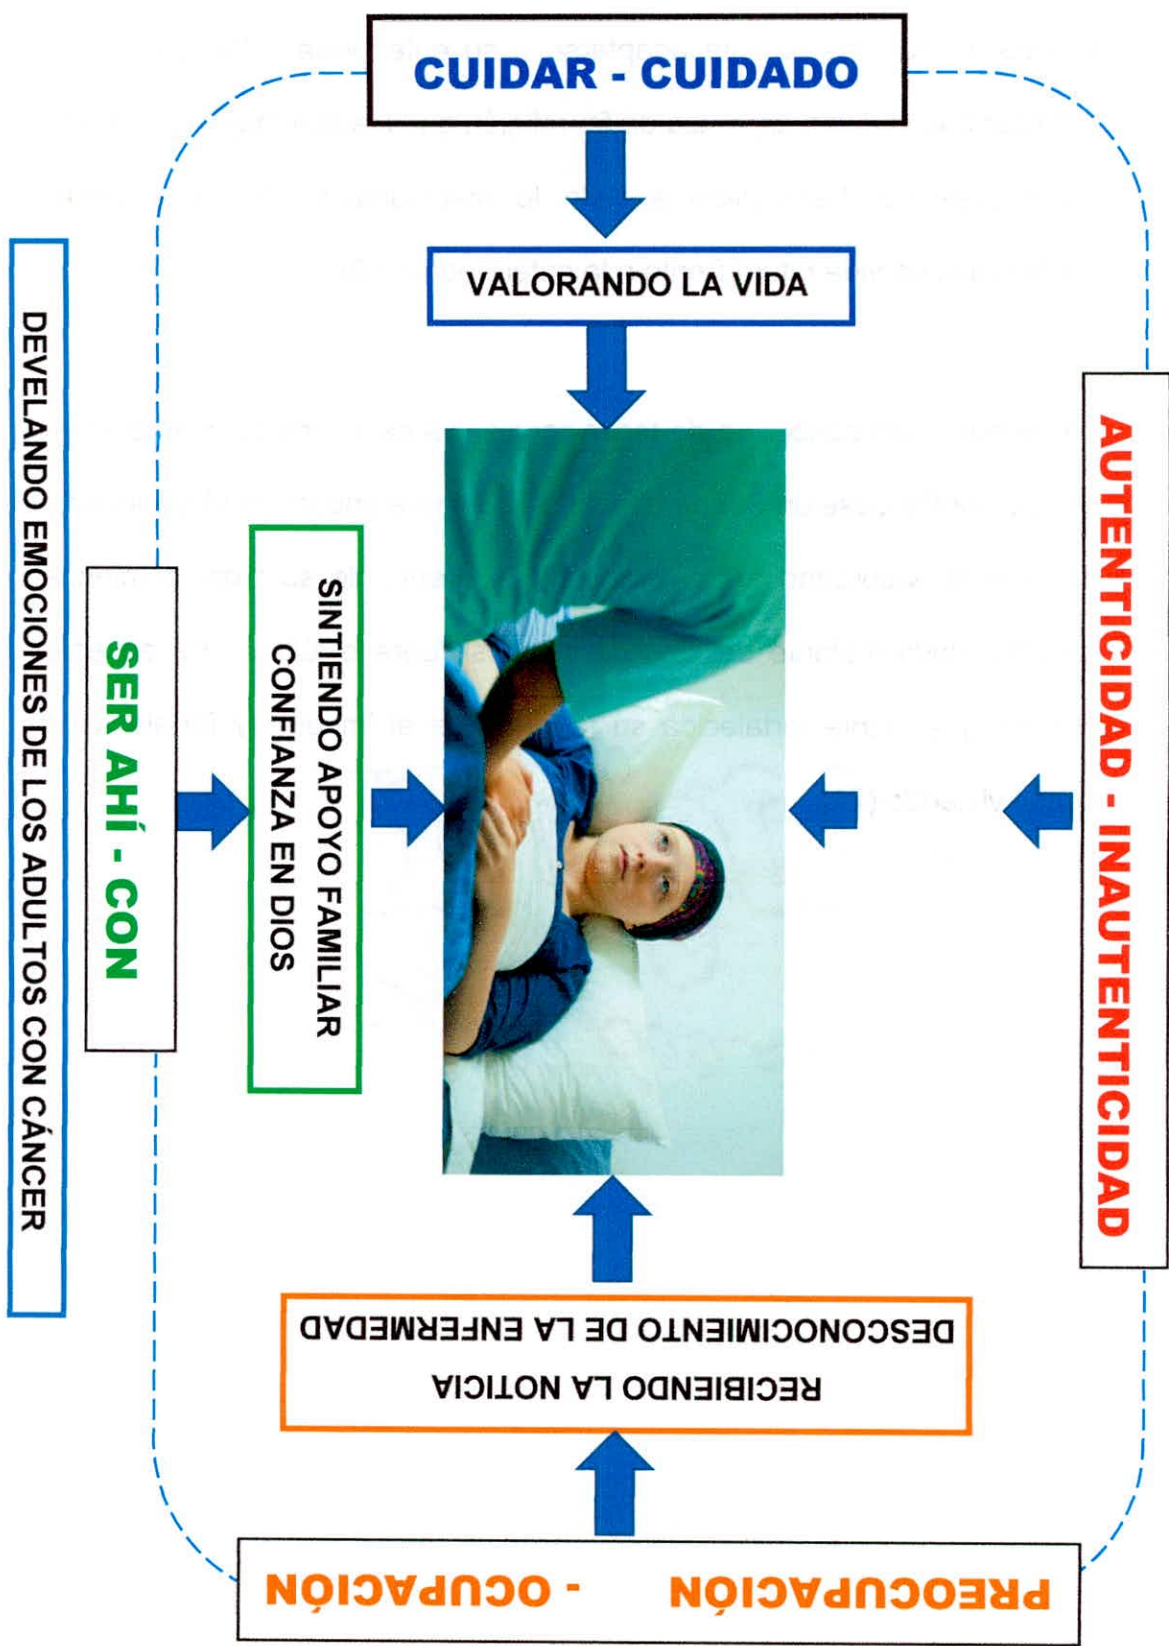 CUIDAR - CUIDADO
VALORANDO LA VIDA
AUTENTICIDAD - INAUTENTICIDAD
SINTIENDO APOYO FAMILIAR
CONFIANZA EN DIOS
SER AHÍ - CON
DEVELANDO EMOCIONES DE LOS ADULTOS CON CÁNCER
RECIBIENDO LA NOTICIA
DESCONOCIMIENTO DE LA ENFERMEDAD
PREOCUPACIÓN - OCUPACIÓN